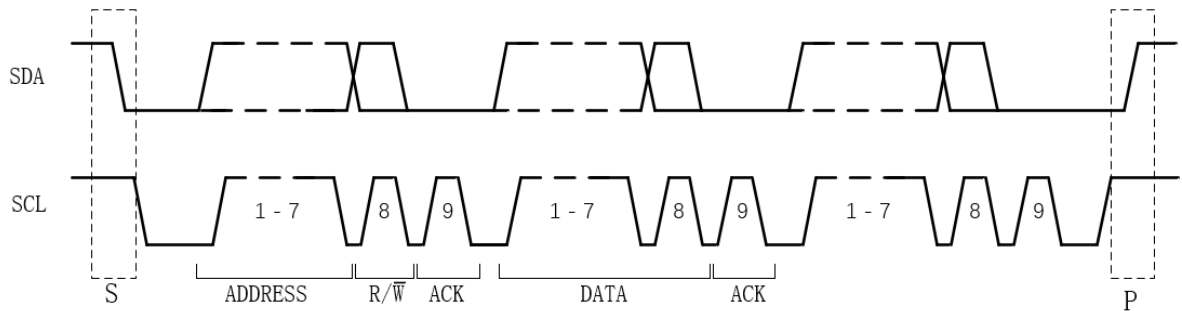 SDA
SCL
1-7 8 9 1-7 8 9 1-7 8 9
S ADDRESS R/W̅ ACK DATA ACK P